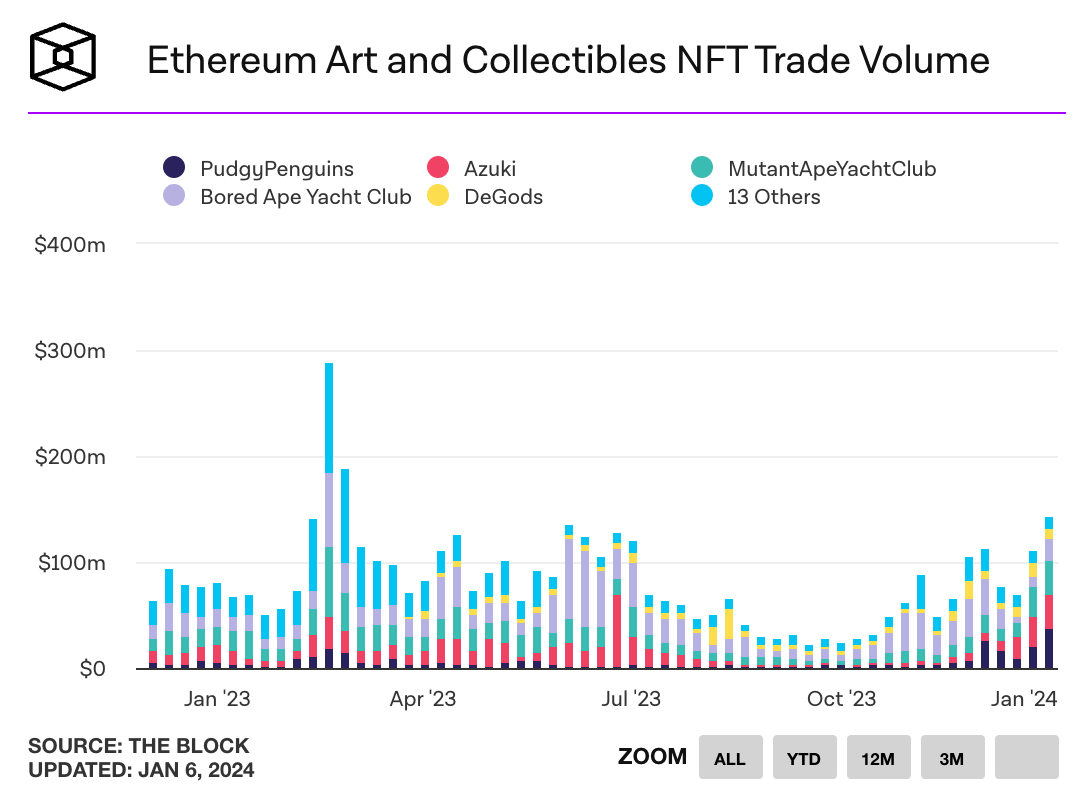 Ethereum Art and Collectibles NFT Trade Volume
PudgyPenguins Azuki MutantApeYachtClub
Bored Ape Yacht Club DeGods 13 Others
$400m
$300m
$200m
$100m
$0
Jan '23 Apr '23 Jul '23 Oct '23 Jan '24
SOURCE: THE BLOCK
UPDATED: JAN 6, 2024
ZOOM ALL YTD 12M 3M